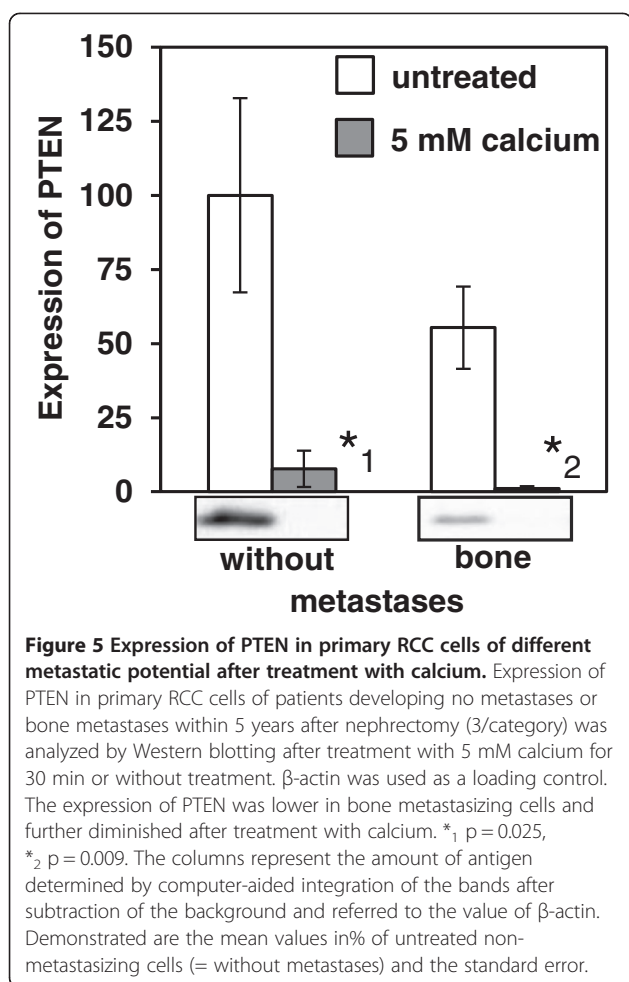 150
125
100
75
50
25
0
Expression of PTEN
untreated
5 mM calcium
*1
*2
without
bone
metastases
Figure 5 Expression of PTEN in primary RCC cells of different
metastatic potential after treatment with calcium. Expression of
PTEN in primary RCC cells of patients developing no metastases or
bone metastases within 5 years after nephrectomy (3/category) was
analyzed by Western blotting after treatment with 5 mM calcium for
30 min or without treatment. β-actin was used as a loading control.
The expression of PTEN was lower in bone metastasizing cells and
further diminished after treatment with calcium. *1 p = 0.025,
*2 p = 0.009. The columns represent the amount of antigen
determined by computer-aided integration of the bands after
subtraction of the background and referred to the value of β-actin.
Demonstrated are the mean values in% of untreated non-
metastasizing cells (= without metastases) and the standard error.